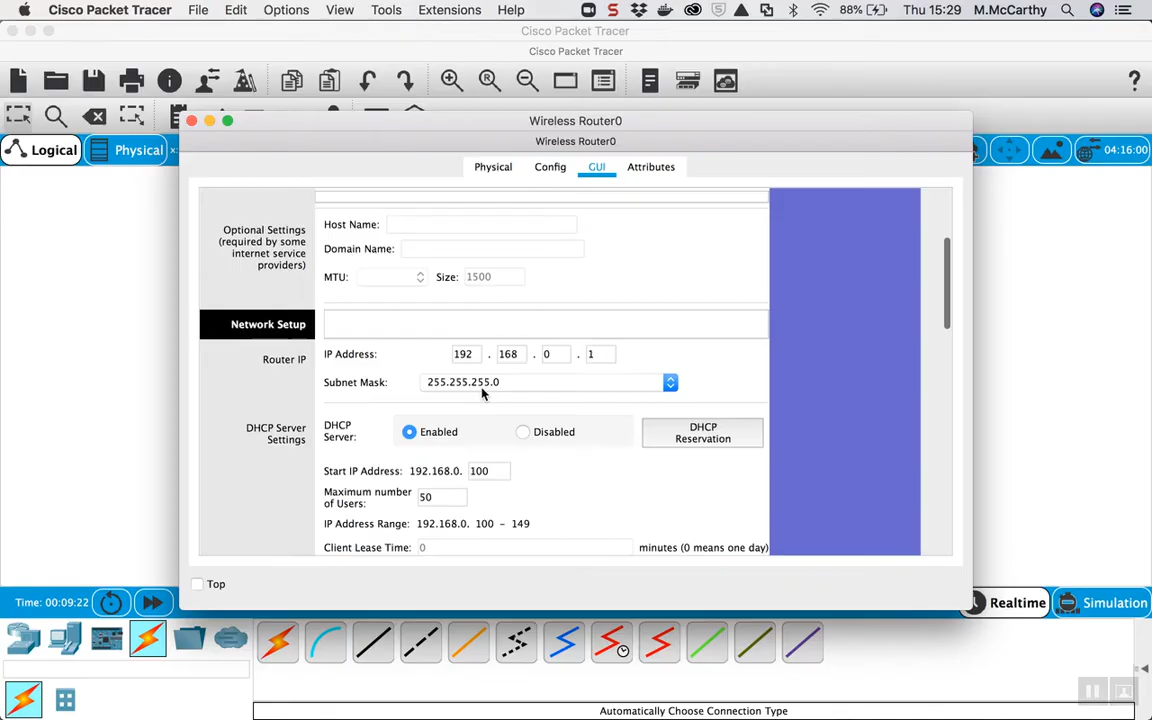 Cisco Packet Tracer File Edit Options View Tools Extensions Help 88% Thu 15:29 M.McCarthy
Cisco Packet Tracer
Cisco Packet Tracer
Logical Physical 04:16:00
Wireless Router0
Wireless Router0
Physical Config GUI Attributes
Optional Settings
(required by some
internet service
providers)
Host Name:
Domain Name:
MTU: Size: 1500
Network Setup
Router IP
IP Address: 192 . 168 . 0 . 1
Subnet Mask: 255.255.255.0
DHCP Server
Settings
DHCP
Server:
Enabled Disabled
DHCP
Reservation
Start IP Address: 192.168.0. 100
Maximum number
of Users:
50
IP Address Range: 192.168.0. 100 - 149
Client Lease Time: 0 minutes (0 means one day)
Top
Time: 00:09:22 Realtime Simulation
Automatically Choose Connection Type